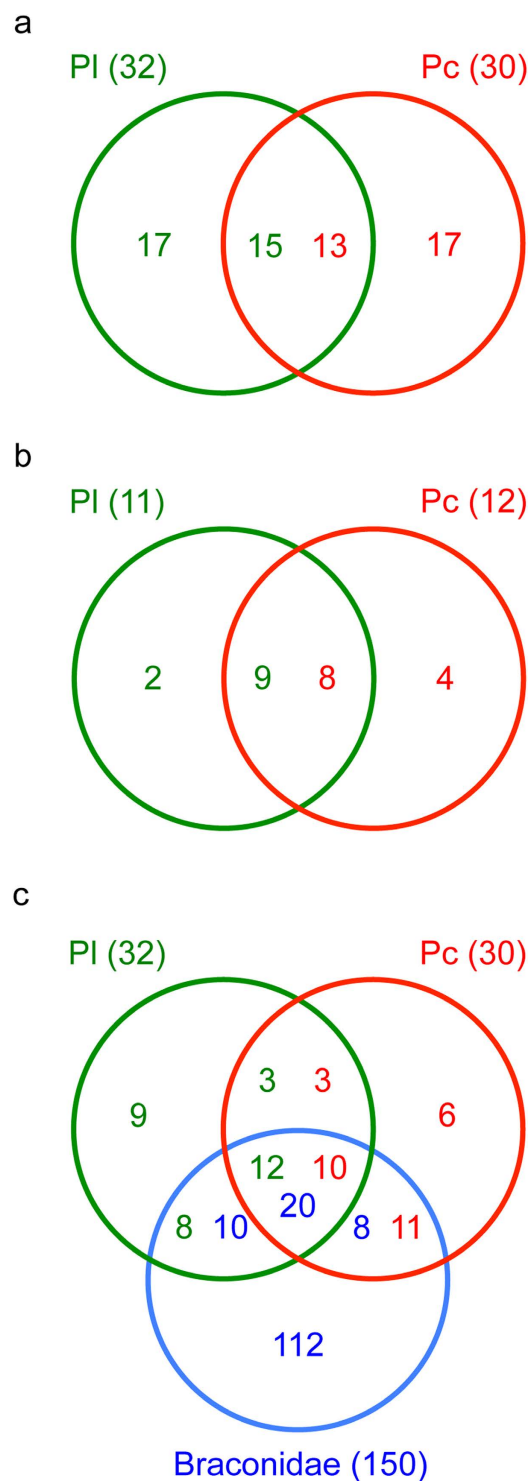 a
Pl (32) Pc (30)
17 15 13 17
b
Pl (11) Pc (12)
2 9 8 4
c
Pl (32) Pc (30)
3 3
9 6
12 10
20
8 10 8 11
112
Braconidae (150)